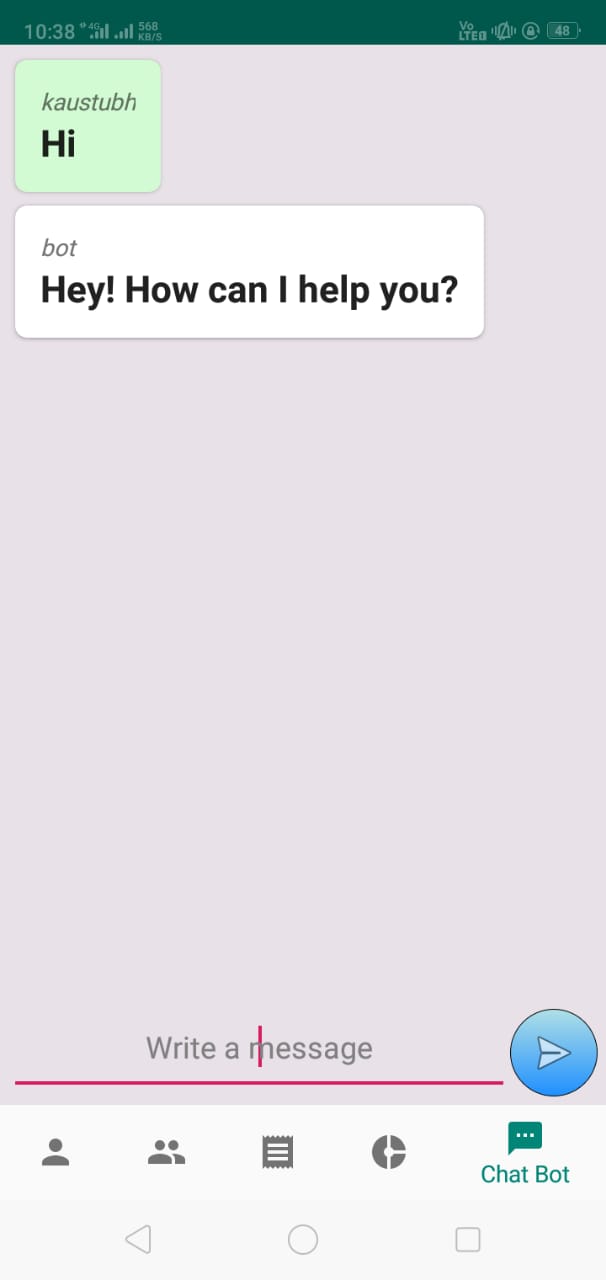 10:38 4G 568 KB/S Vo LTE 48
kaustubh
Hi
bot
Hey! How can I help you?
Write a message
Chat Bot